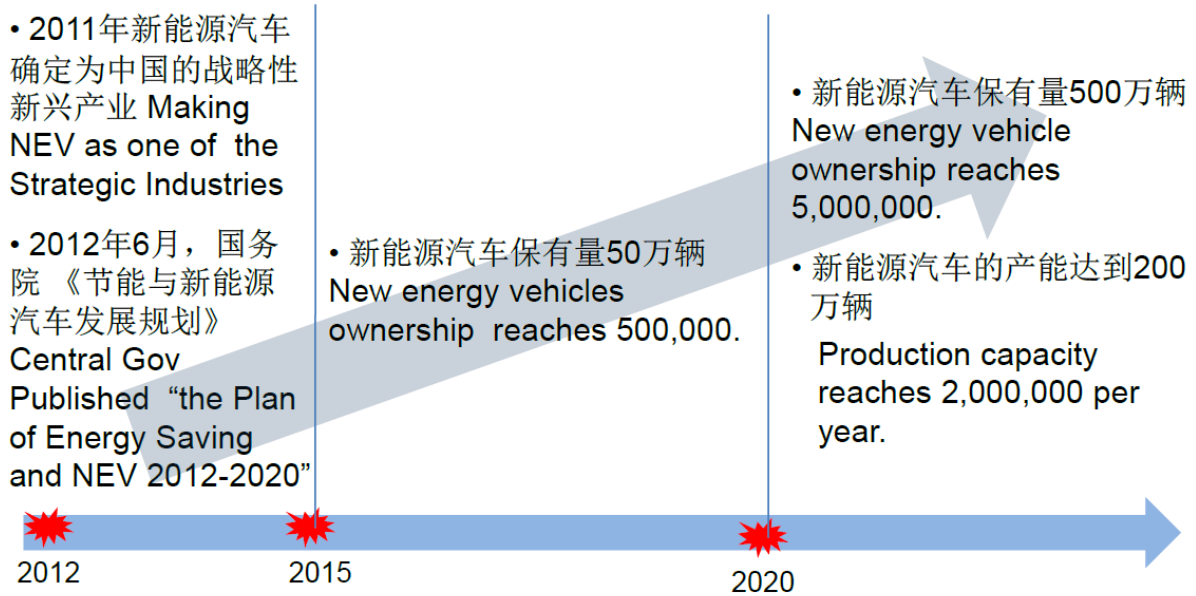 • 2011年新能源汽车
确定为中国的战略性
新兴产业 Making
NEV as one of the
Strategic Industries
• 2012年6月，国务
院 《节能与新能源
汽车发展规划》
Central Gov
Published “the Plan
of Energy Saving
and NEV 2012-2020”
• 新能源汽车保有量50万辆
New energy vehicles
ownership reaches 500,000.
• 新能源汽车保有量500万辆
New energy vehicle
ownership reaches
5,000,000.
• 新能源汽车的产能达到200
万辆
Production capacity
reaches 2,000,000 per
year.
2012
2015
2020